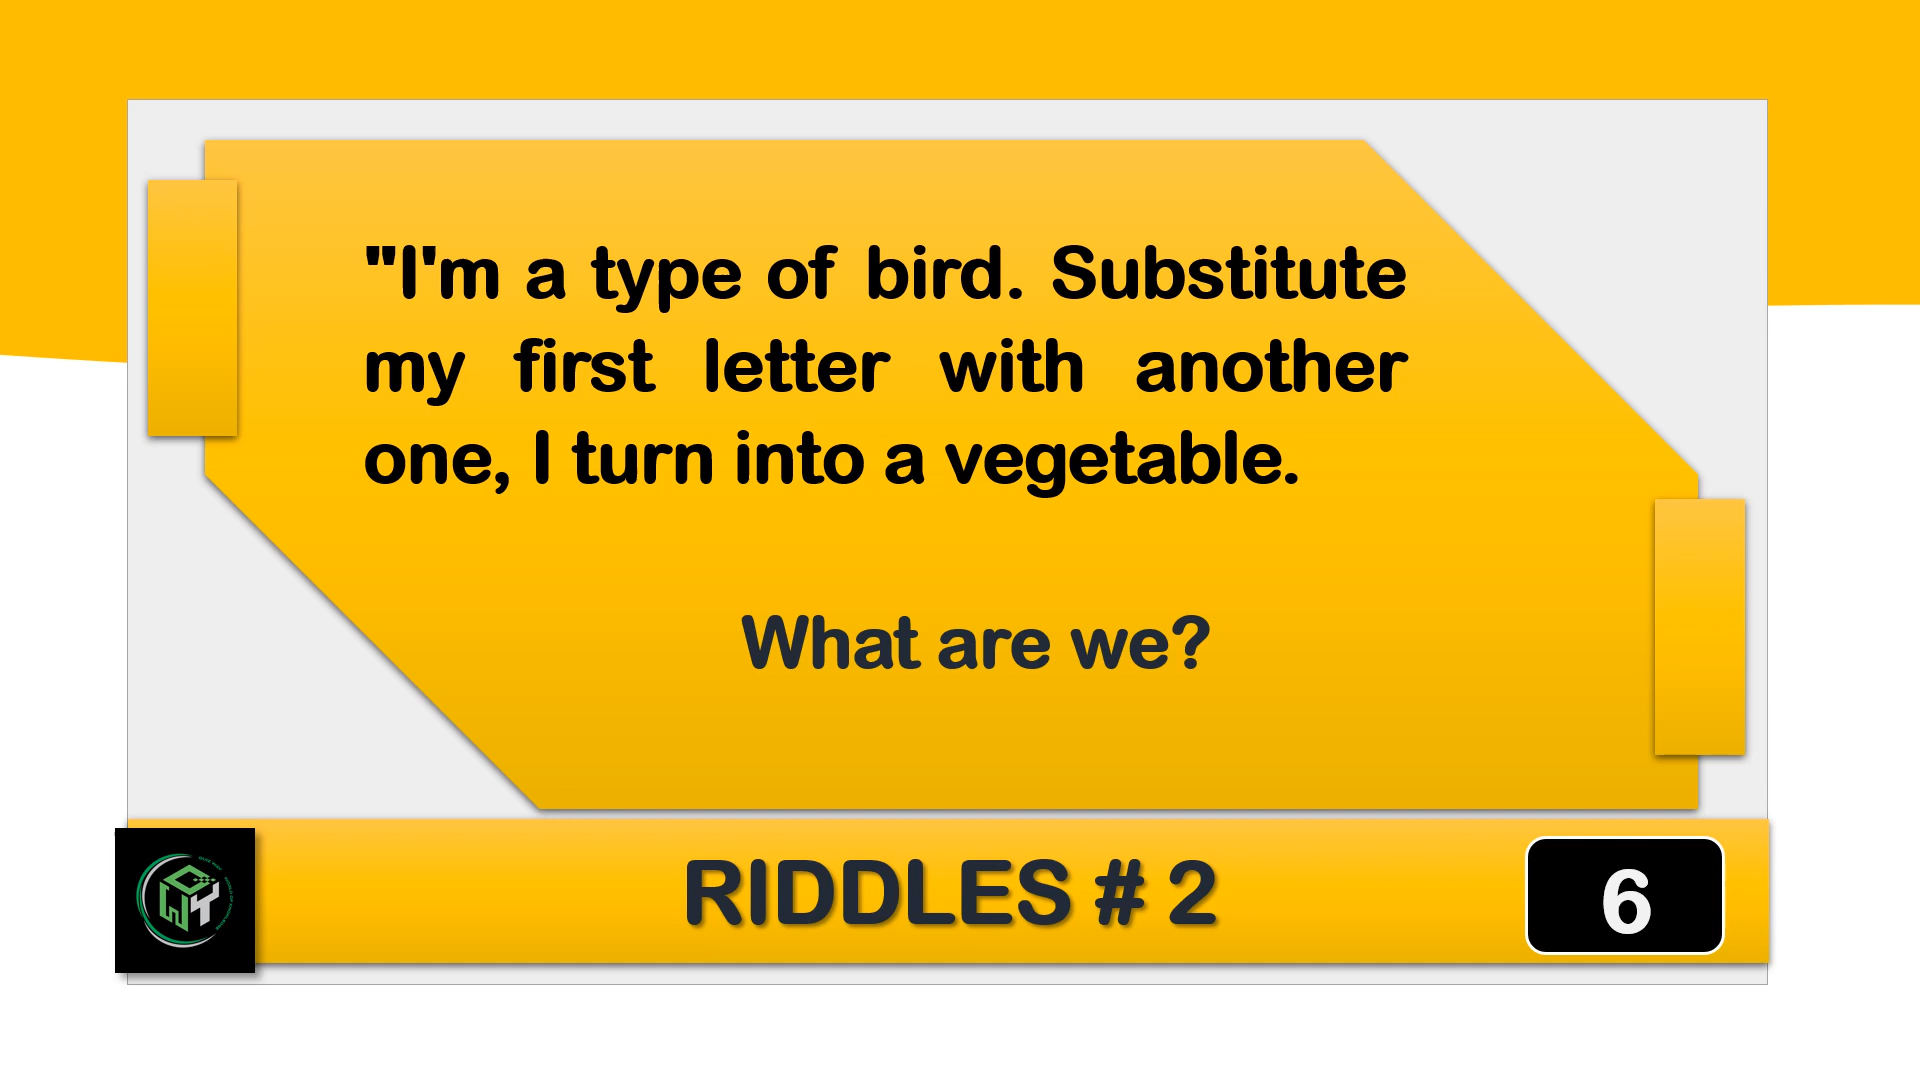 "I'm a type of bird. Substitute
my first letter with another
one, I turn into a vegetable.
What are we?
RIDDLES # 2
6